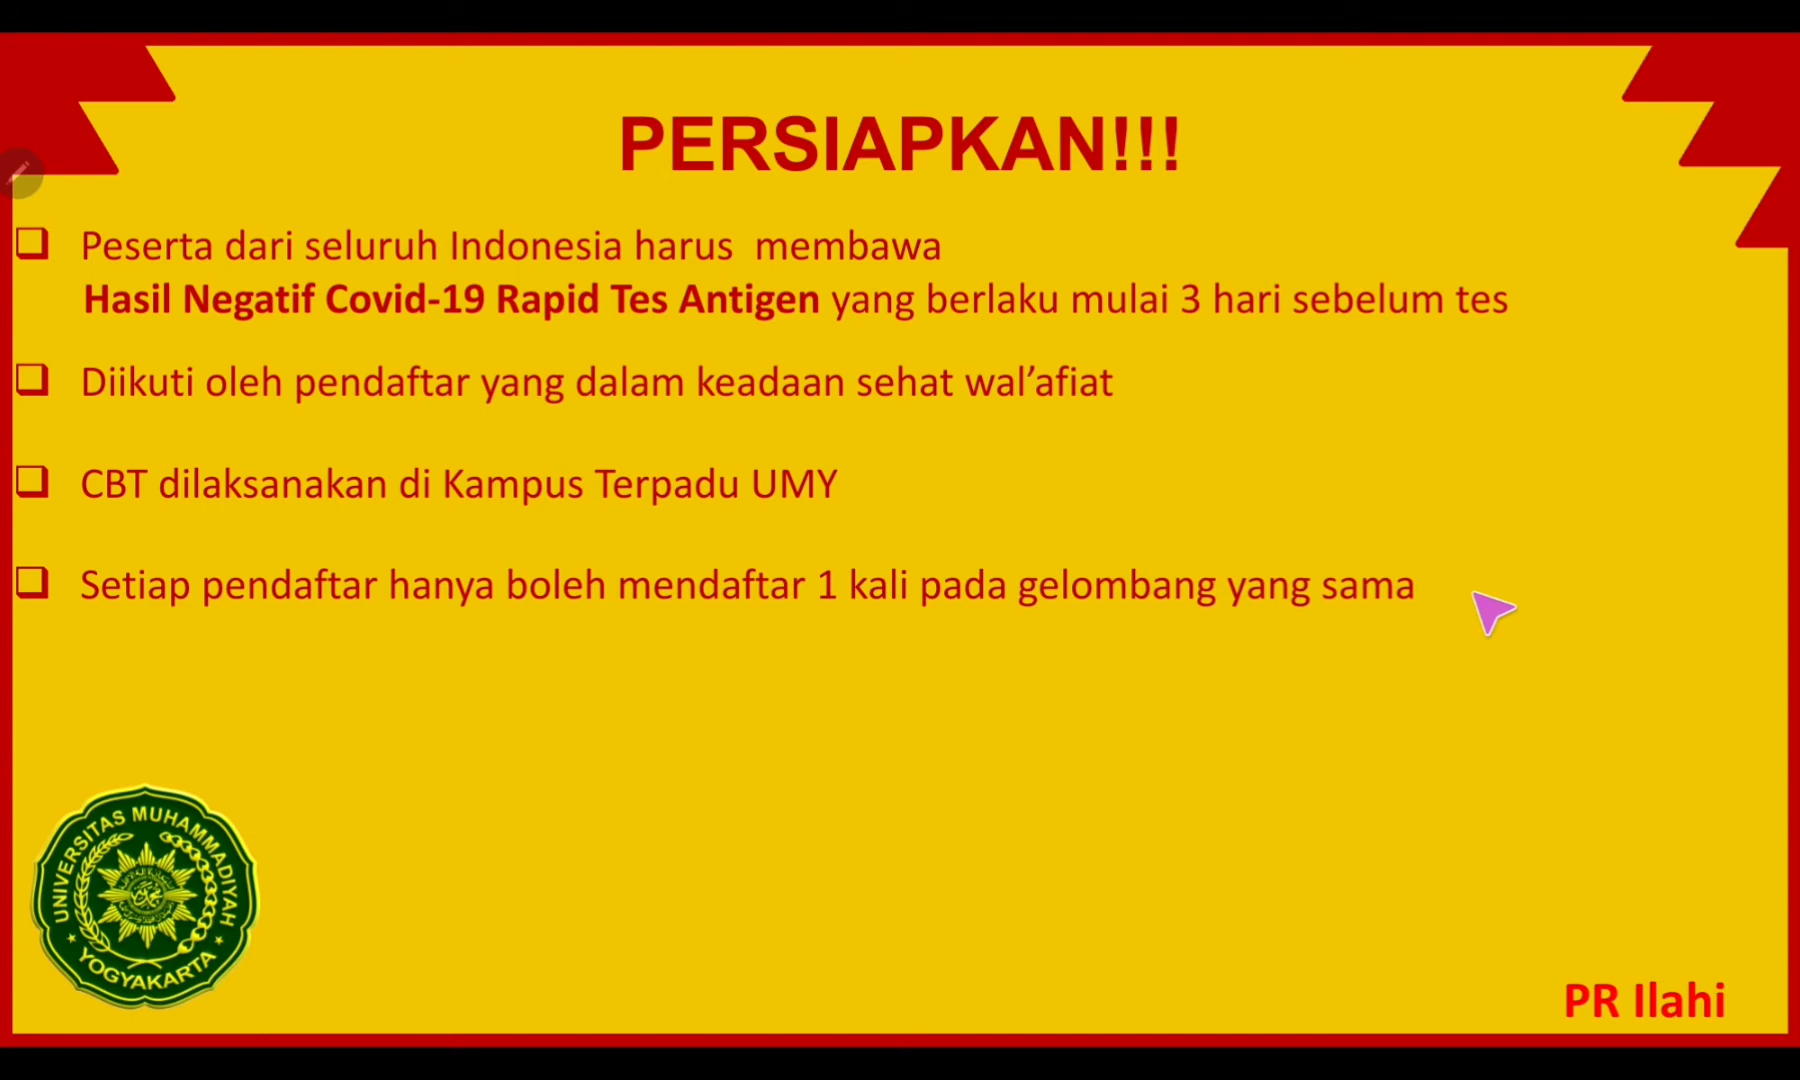 PERSIAPKAN!!!
Peserta dari seluruh Indonesia harus  membawa
Hasil Negatif Covid-19 Rapid Tes Antigen yang berlaku mulai 3 hari sebelum tes
Diikuti oleh pendaftar yang dalam keadaan sehat wal’afiat
CBT dilaksanakan di Kampus Terpadu UMY
Setiap pendaftar hanya boleh mendaftar 1 kali pada gelombang yang sama
UNIVERSITAS MUHAMMADIYAH
YOGYAKARTA
PR Ilahi